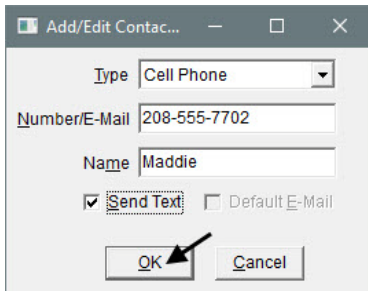 Add/Edit Contac...
Type Cell Phone
Number/E-Mail 208-555-7702
Name Maddie
Send Text Default E-Mail
OK Cancel